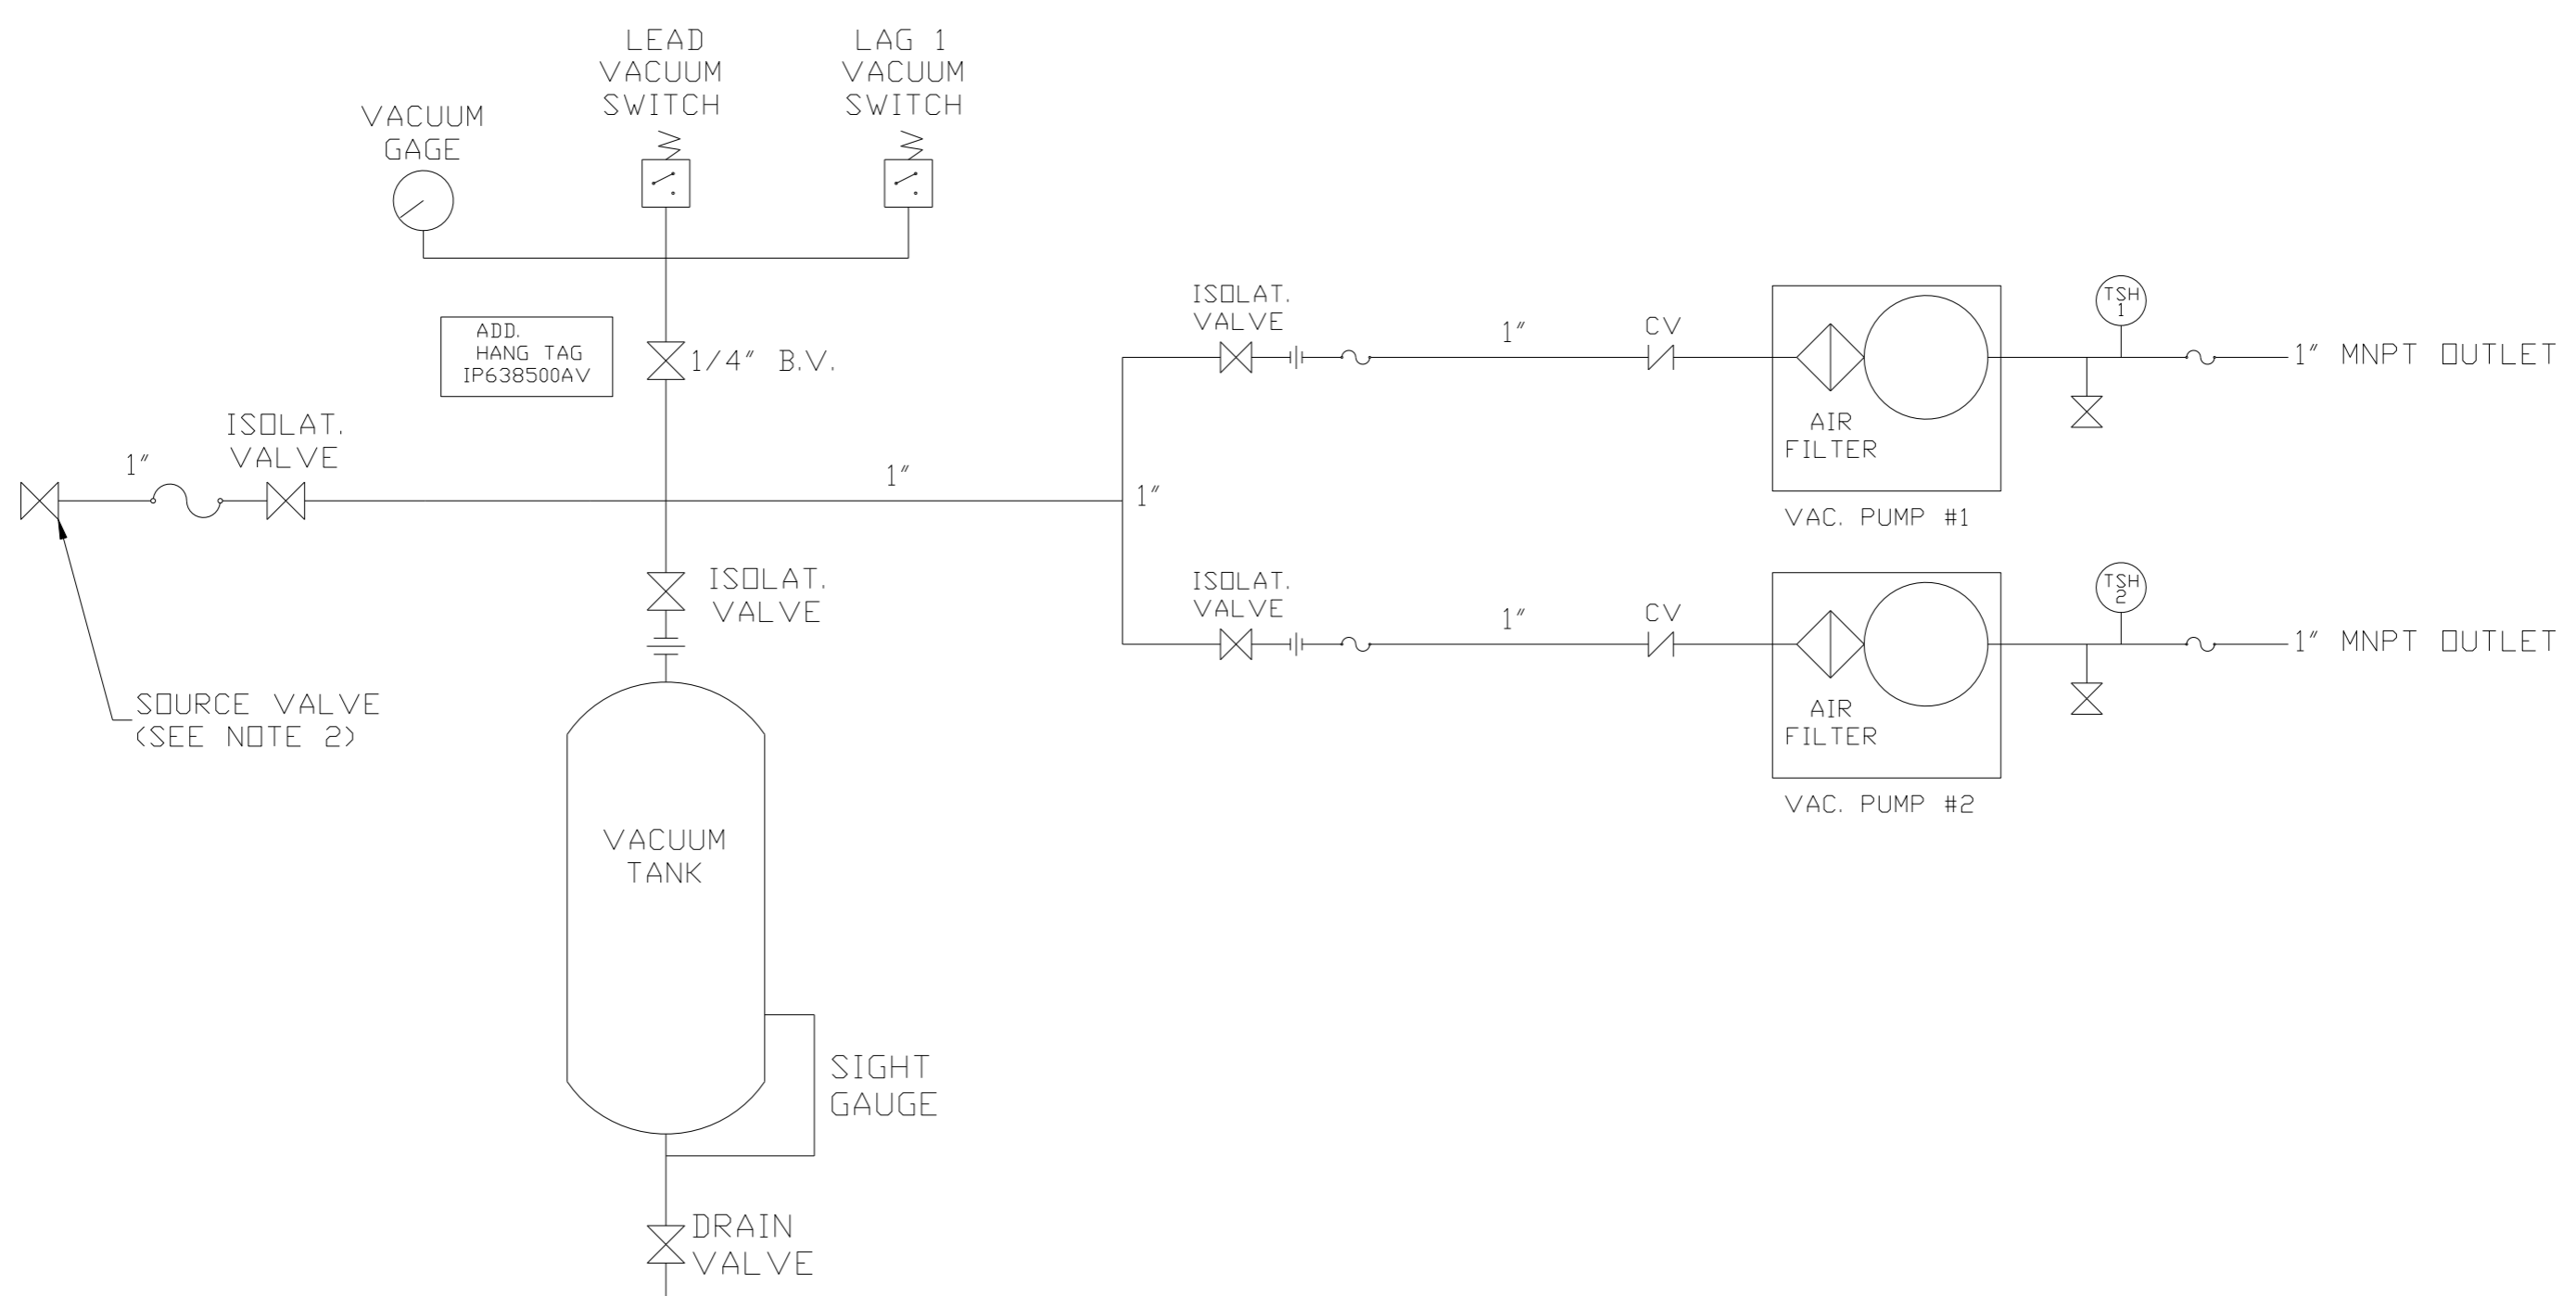 LEAD
VACUUM
SWITCH
LAG 1
VACUUM
SWITCH
VACUUM
GAGE
ADD.
HANG TAG
IP638500AV
1/4" B.V.
ISOLAT.
VALVE
1"
1"
1"
SOURCE VALVE
(SEE NOTE 2)
ISOLAT.
VALVE
VACUUM
TANK
SIGHT
GAUGE
DRAIN
VALVE
ISOLAT.
VALVE
1"
CV
AIR
FILTER
VAC. PUMP #1
TSH
1
1" MNPT OUTLET
ISOLAT.
VALVE
1"
CV
AIR
FILTER
VAC. PUMP #2
TSH
2
1" MNPT OUTLET